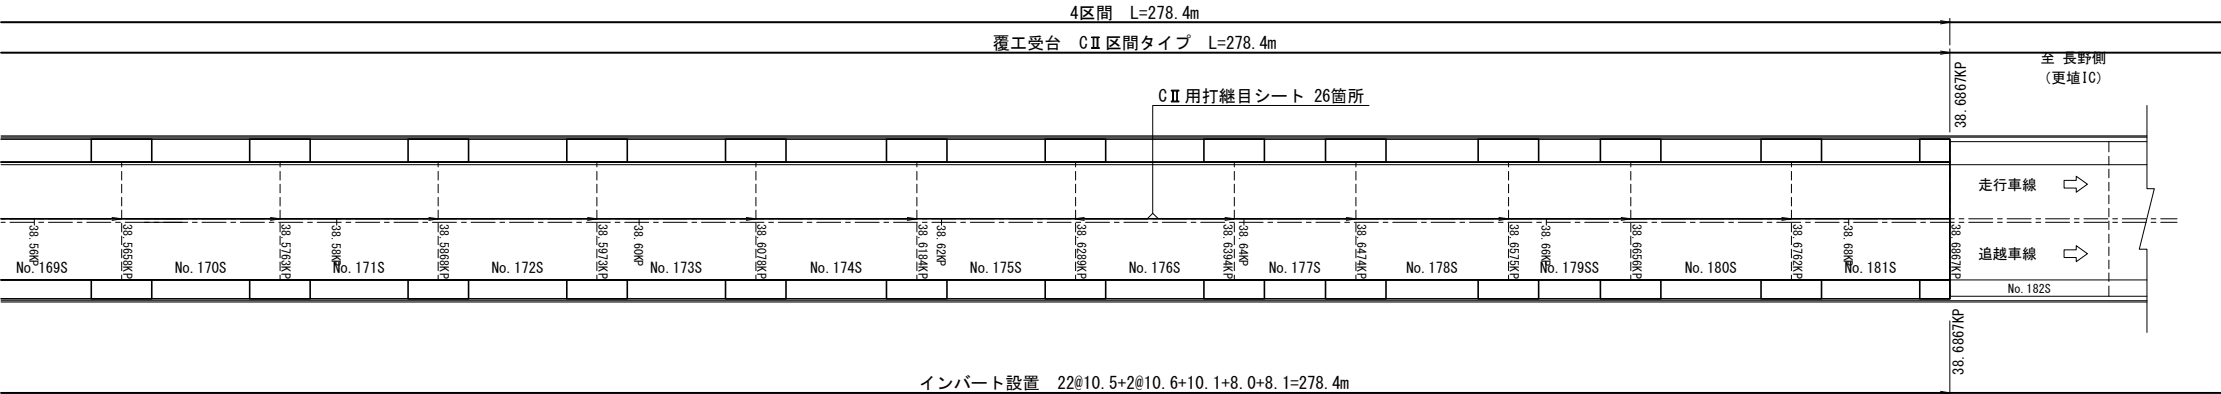 4区間 L=278.4m
覆工受台 CⅡ区間タイプ L=278.4m
至 長野側
(更埴IC)
38.6867KP
CⅡ用打継目シート 26箇所
走行車線
38.56KP
38.5658KP
38.5763KP
38.58KP
38.5868KP
38.5973KP
38.60KP
38.6078KP
38.6184KP
38.62KP
38.6289KP
38.6394KP
38.64KP
38.6474KP
38.6575KP
38.66KP
38.6656KP
38.6762KP
38.68KP
38.6867KP
追越車線
No.169S
No.170S
No.171S
No.172S
No.173S
No.174S
No.175S
No.176S
No.177S
No.178S
No.179SS
No.180S
No.181S
No.182S
38.6867KP
インバート設置 22@10.5+2@10.6+10.1+8.0+8.1=278.4m